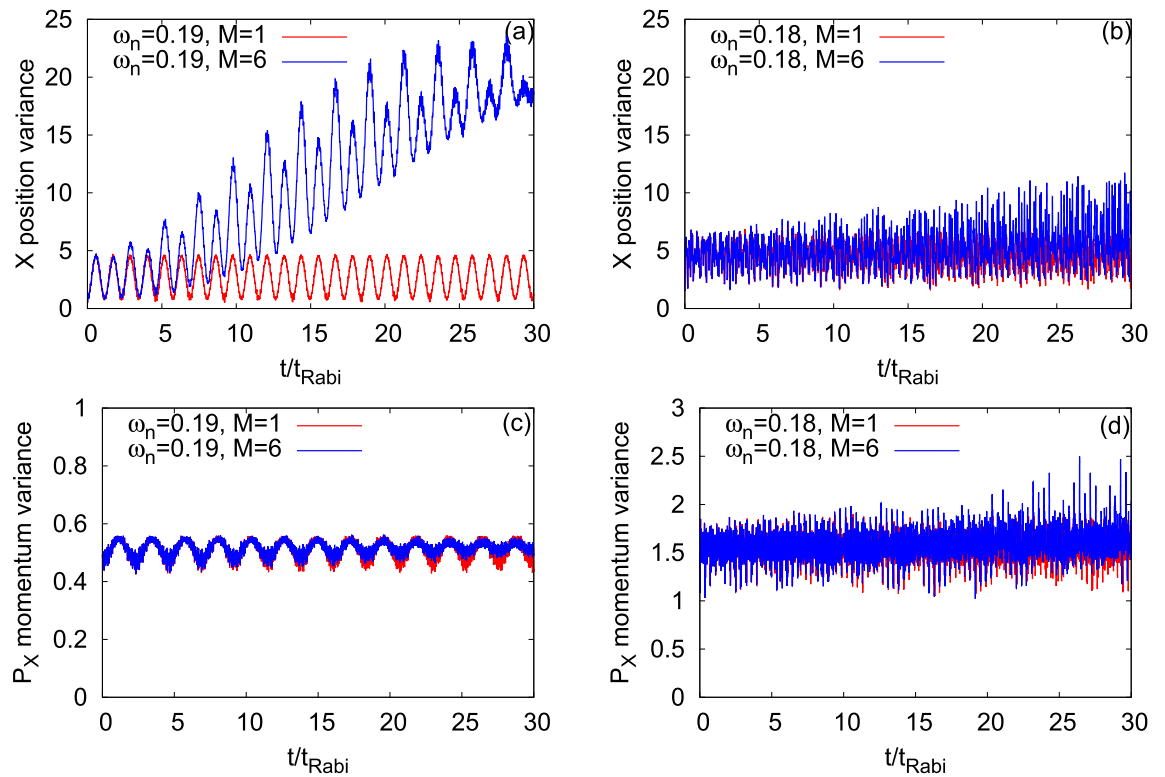 (a)
ωn=0.19, M=1
ωn=0.19, M=6
X position variance
25
20
15
10
5
0
0 5 10 15 20 25 30
t/tRabi
(b)
ωn=0.18, M=1
ωn=0.18, M=6
X position variance
25
20
15
10
5
0
0 5 10 15 20 25 30
t/tRabi
(c)
ωn=0.19, M=1
ωn=0.19, M=6
PX momentum variance
1
0.8
0.6
0.4
0.2
0
0 5 10 15 20 25 30
t/tRabi
(d)
ωn=0.18, M=1
ωn=0.18, M=6
PX momentum variance
3
2.5
2
1.5
1
0.5
0
0 5 10 15 20 25 30
t/tRabi